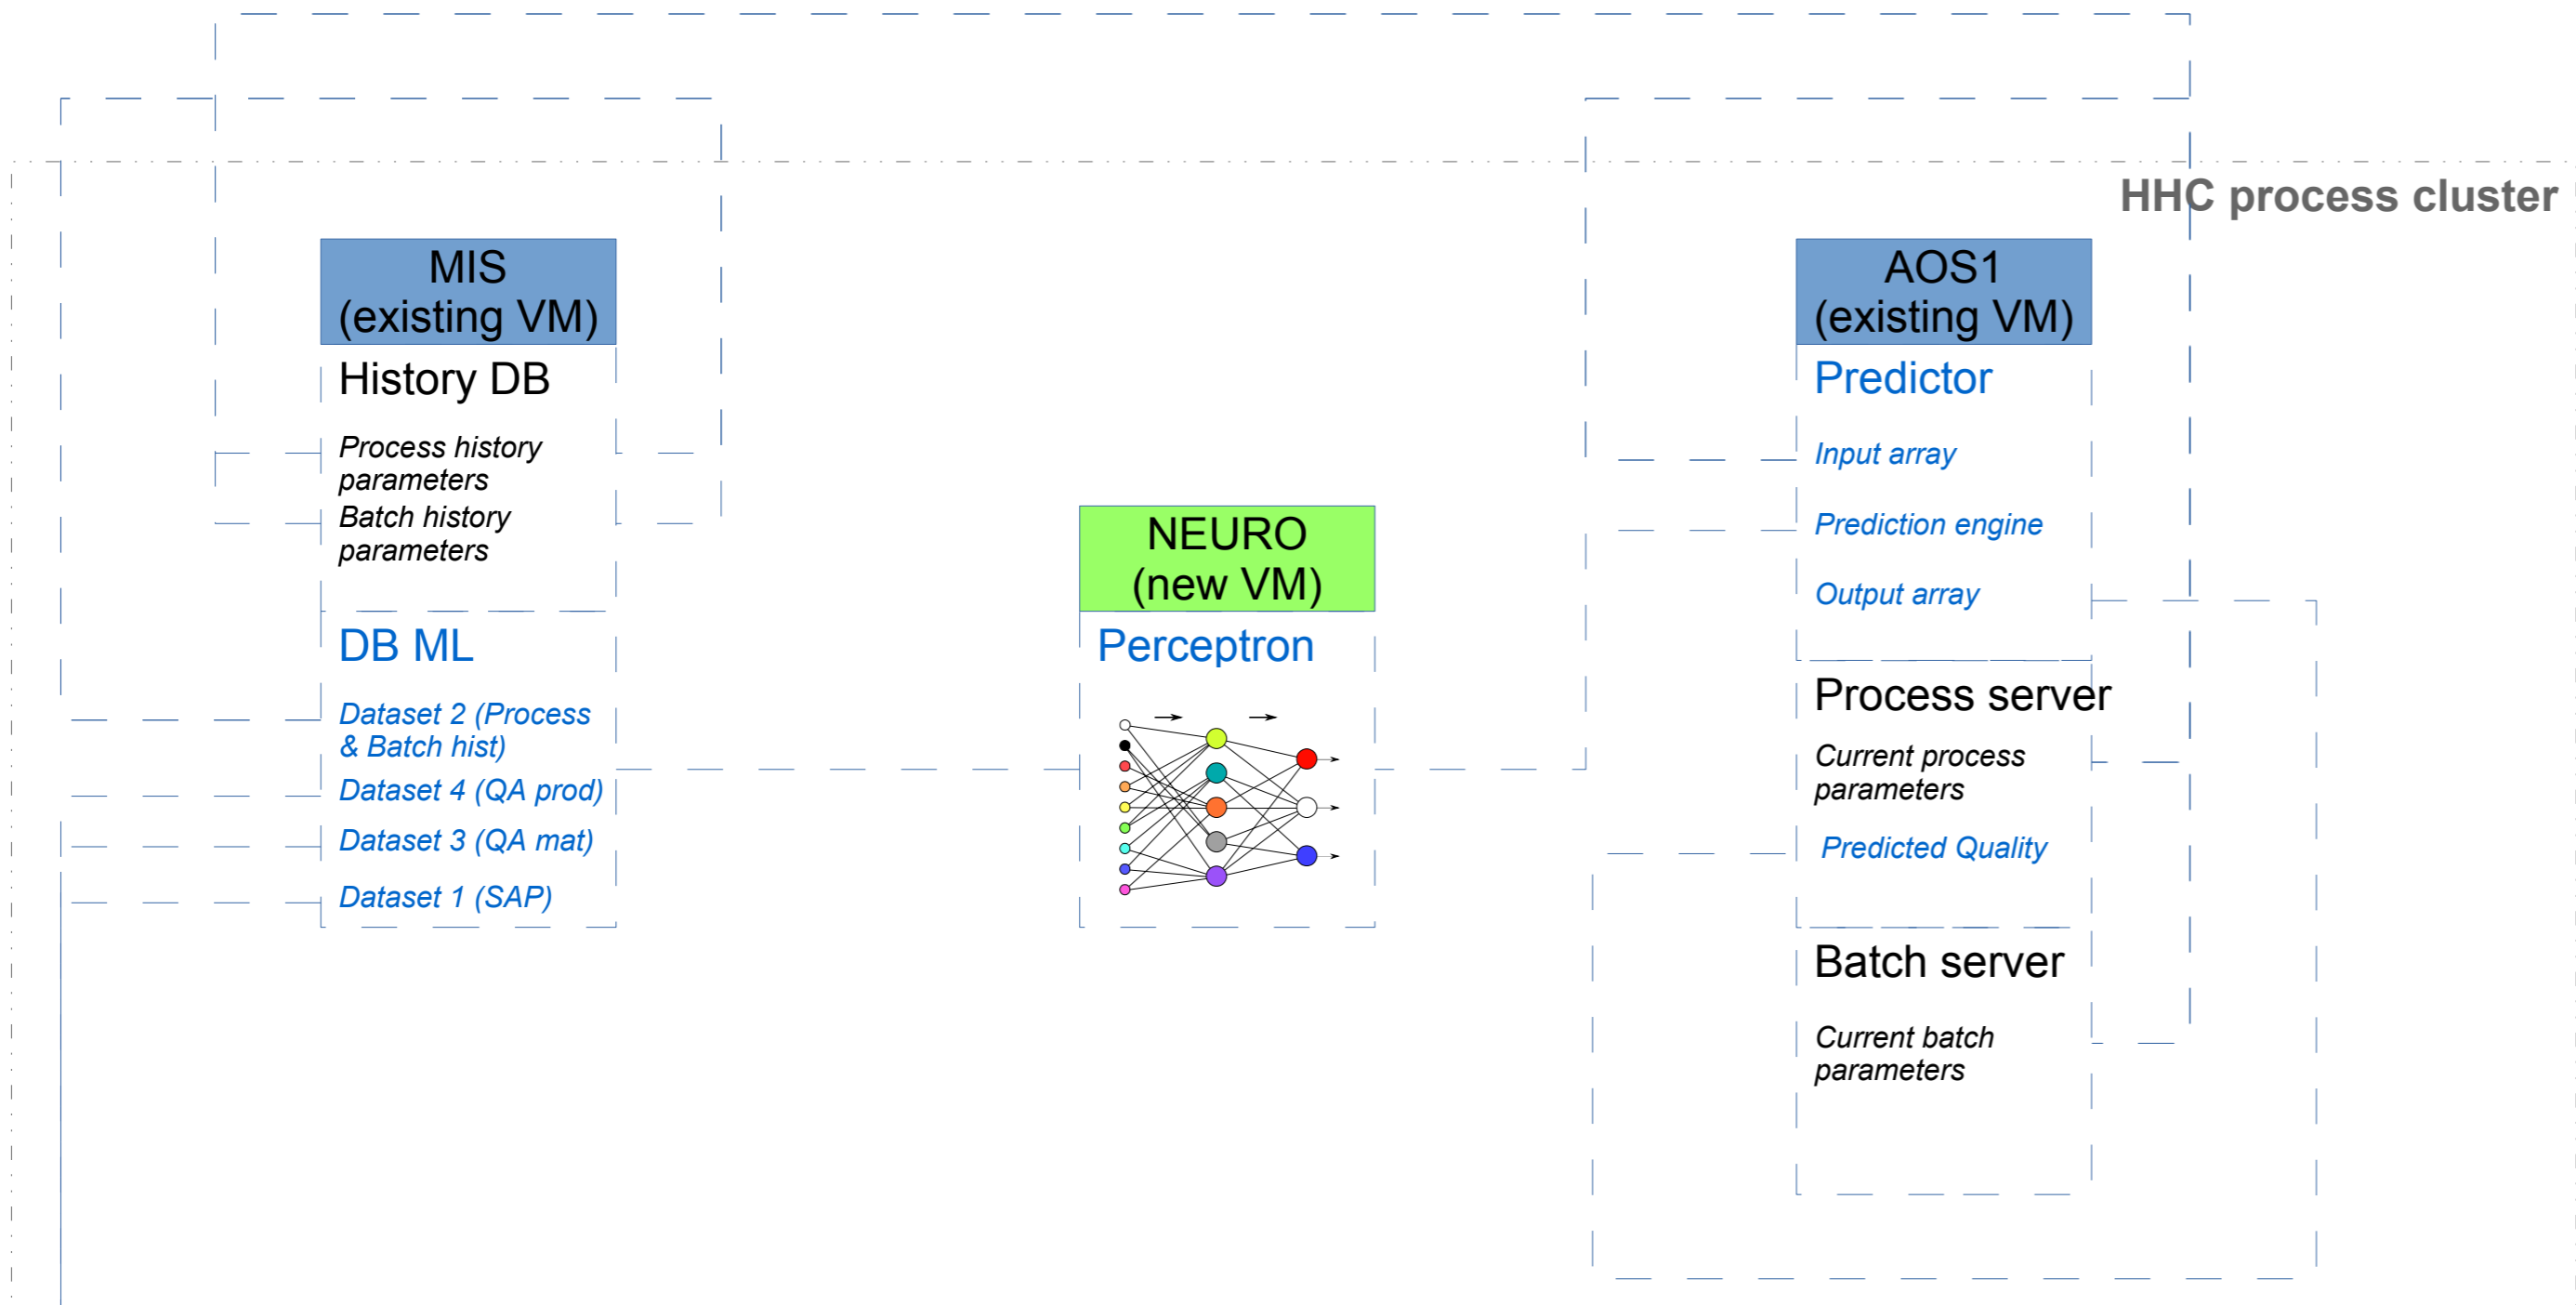 HHC process cluster
MIS
(existing VM)
History DB
Process history
parameters
Batch history
parameters
DB ML
Dataset 2 (Process
& Batch hist)
Dataset 4 (QA prod)
Dataset 3 (QA mat)
Dataset 1 (SAP)
NEURO
(new VM)
Perceptron
AOS1
(existing VM)
Predictor
Input array
Prediction engine
Output array
Process server
Current process
parameters
Predicted Quality
Batch server
Current batch
parameters